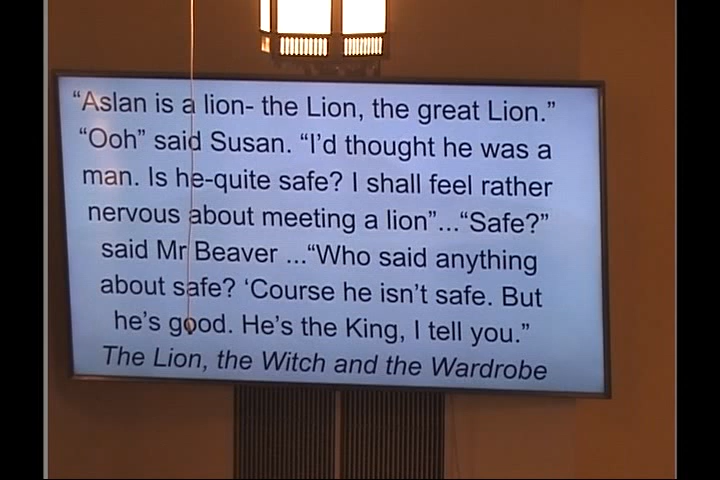 “Aslan is a lion- the Lion, the great Lion.”
“Ooh” said Susan. “I’d thought he was a
man. Is he-quite safe? I shall feel rather
nervous about meeting a lion”...“Safe?”
said Mr Beaver ...“Who said anything
about safe? ‘Course he isn’t safe. But
he’s good. He’s the King, I tell you.”
The Lion, the Witch and the Wardrobe